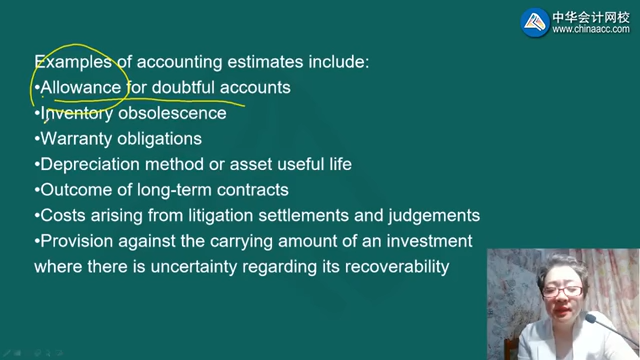 中华会计网校
www.chinaacc.com
Examples of accounting estimates include:
•Allowance for doubtful accounts
•Inventory obsolescence
•Warranty obligations
•Depreciation method or asset useful life
•Outcome of long-term contracts
•Costs arising from litigation settlements and judgements
•Provision against the carrying amount of an investment
where there is uncertainty regarding its recoverability